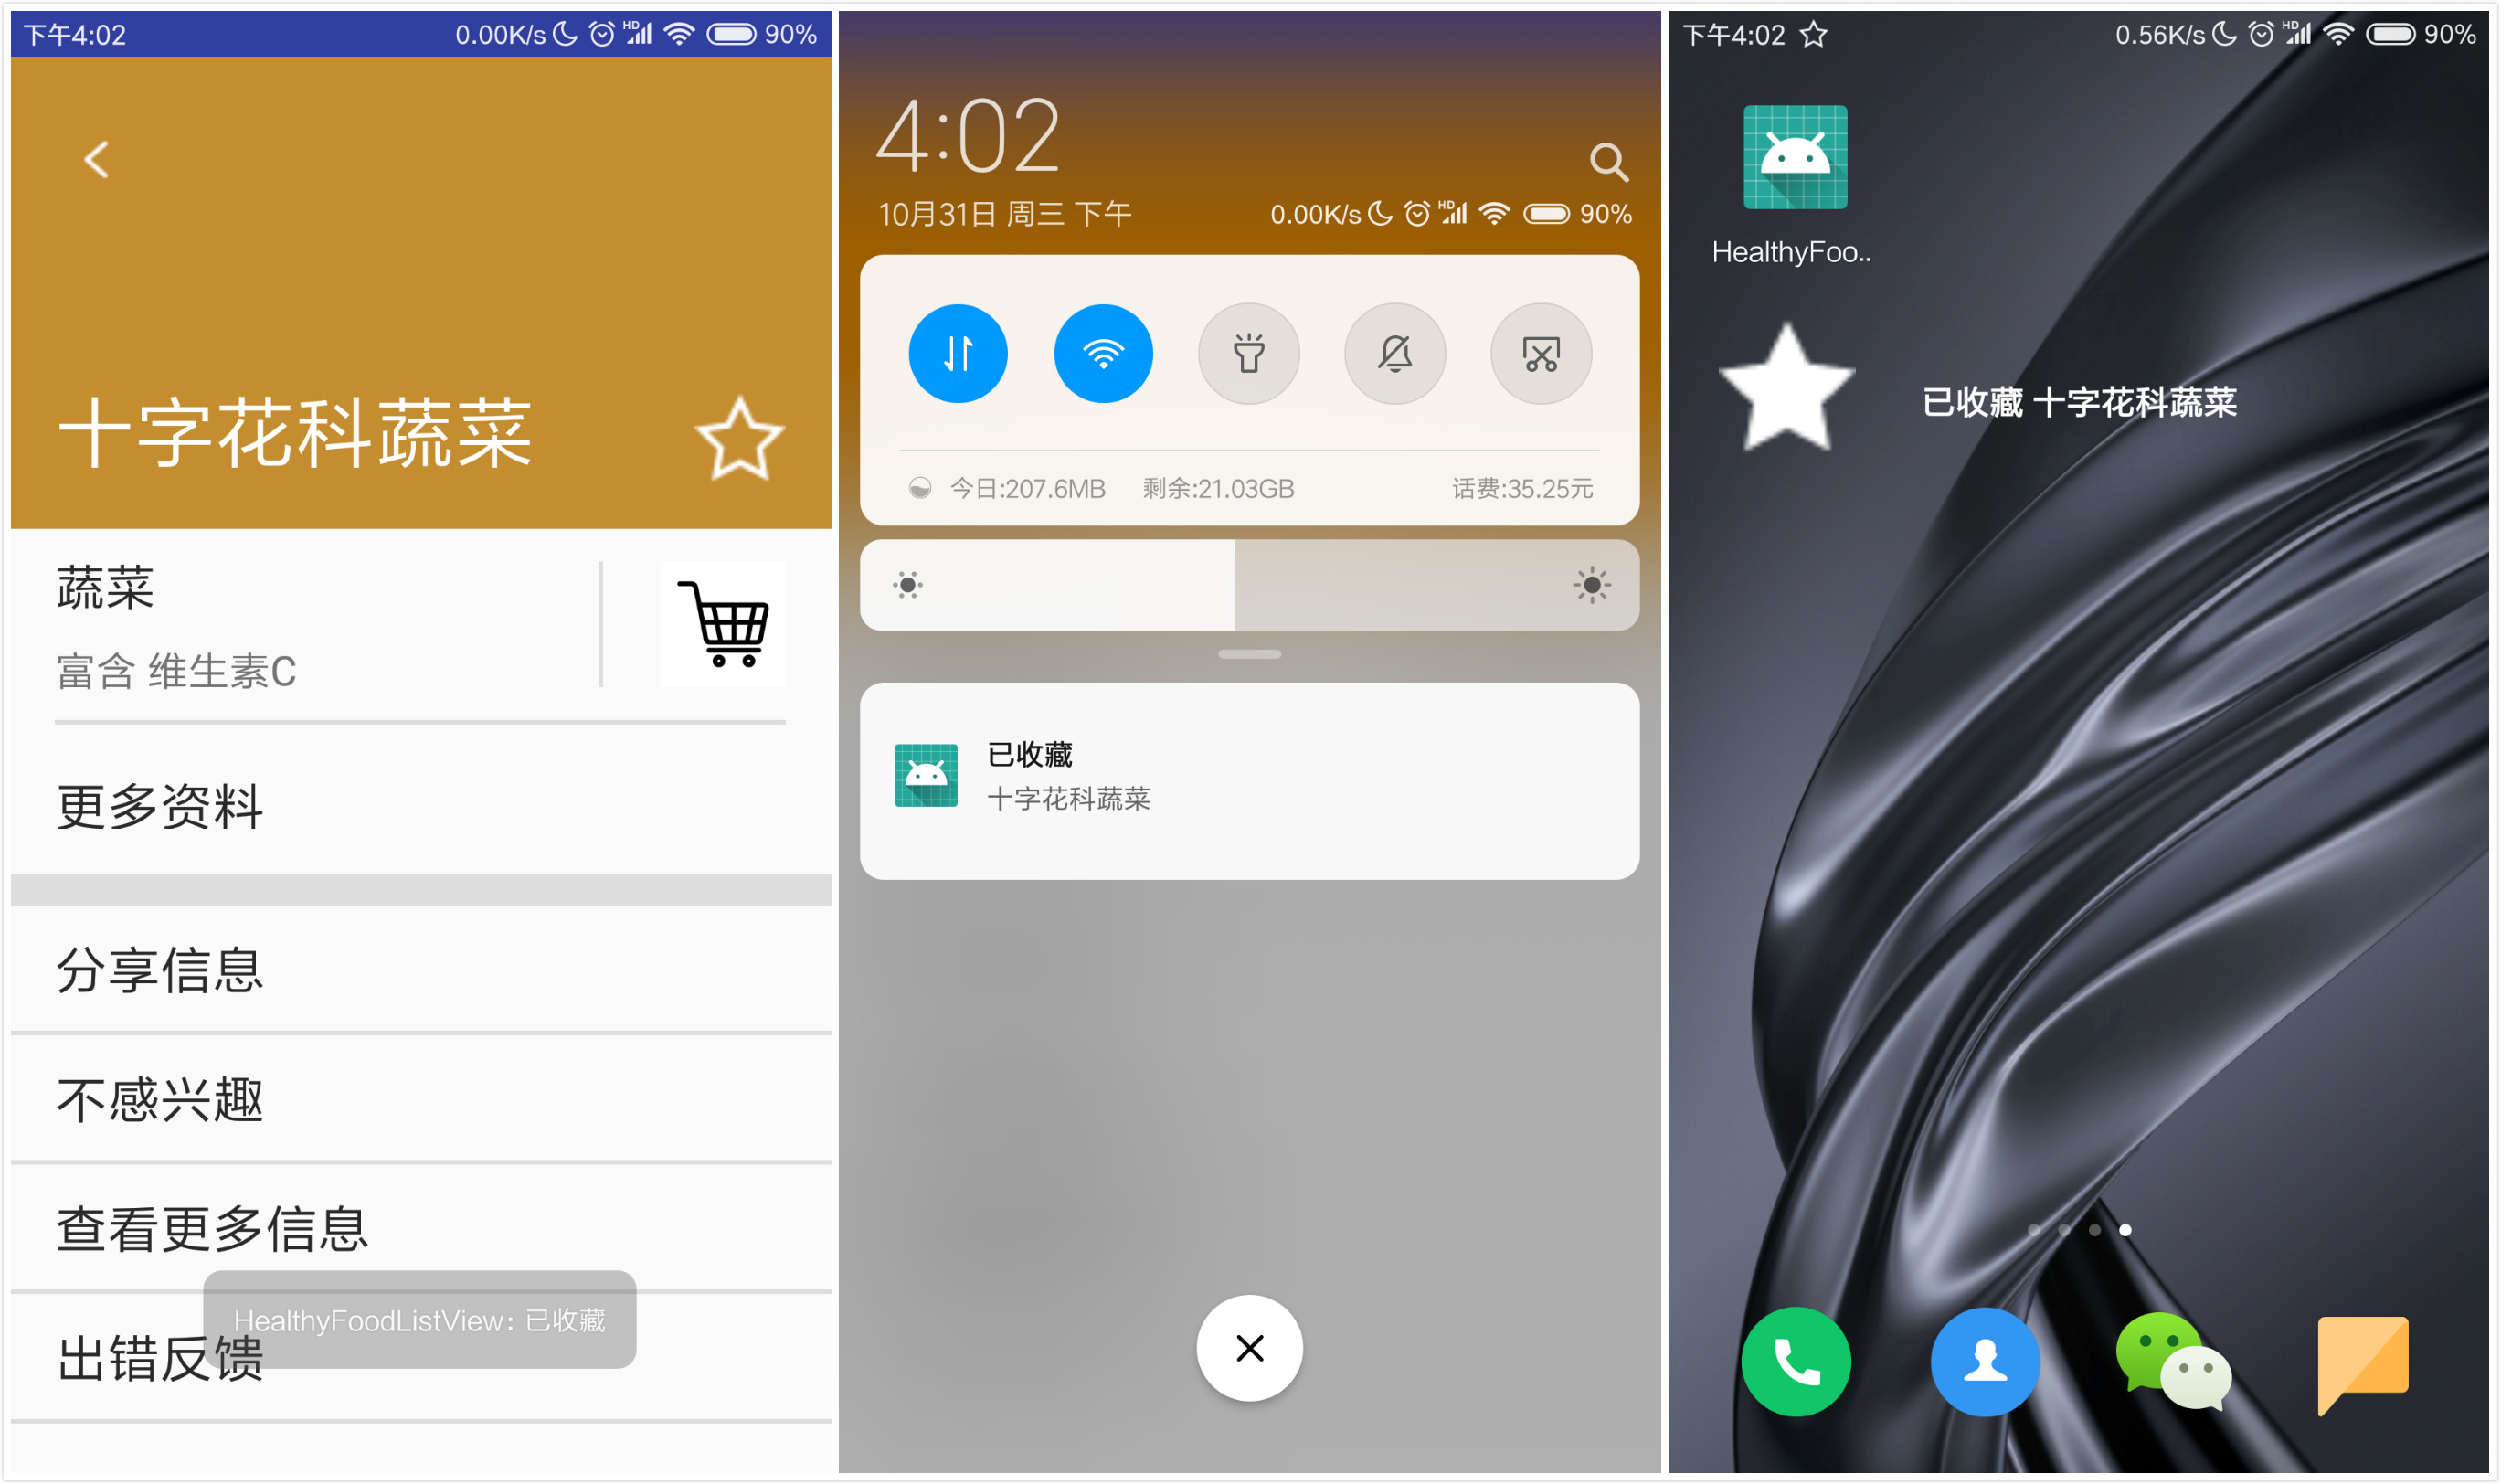 下午4:02
0.00K/s HD 90%
十字花科蔬菜
蔬菜
富含 维生素C
更多资料
分享信息
不感兴趣
查看更多信息
HealthyFoodListView: 已收藏
出错反馈
4:02
10月31日 周三 下午
0.00K/s HD 90%
今日:207.6MB 剩余:21.03GB 话费:35.25元
已收藏
十字花科蔬菜
下午4:02
0.56K/s HD 90%
HealthyFoo..
已收藏 十字花科蔬菜